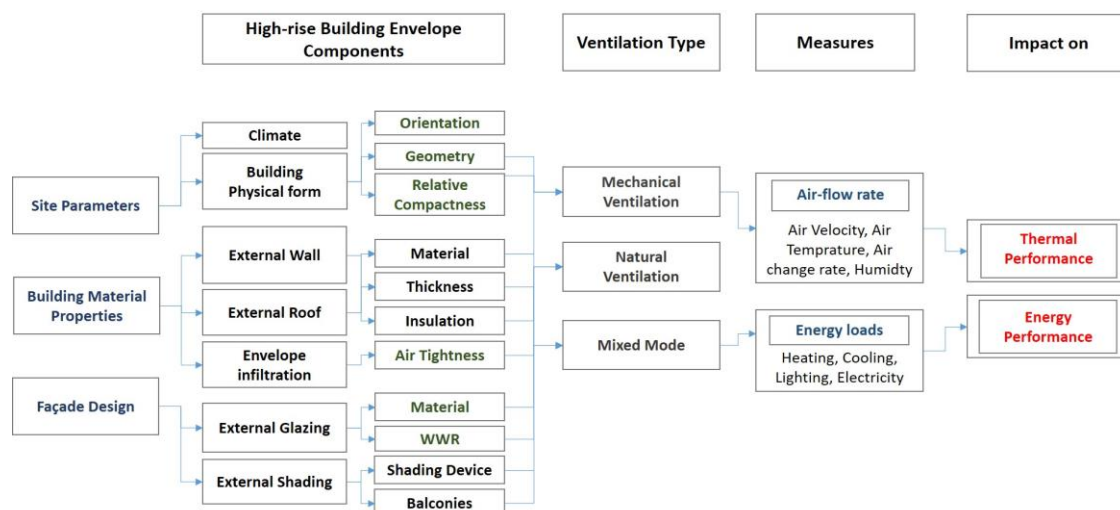 High-rise Building Envelope
Components
Ventilation Type
Measures
Impact on
Site Parameters
Building Material
Properties
Façade Design
Climate
Building
Physical form
External Wall
External Roof
Envelope
infiltration
External Glazing
External Shading
Orientation
Geometry
Relative
Compactness
Material
Thickness
Insulation
Air Tightness
Material
WWR
Shading Device
Balconies
Mechanical
Ventilation
Natural
Ventilation
Mixed Mode
Air-flow rate
Air Velocity, Air
Temprature, Air
change rate, Humidty
Energy loads
Heating, Cooling,
Lighting, Electricity
Thermal
Performance
Energy
Performance